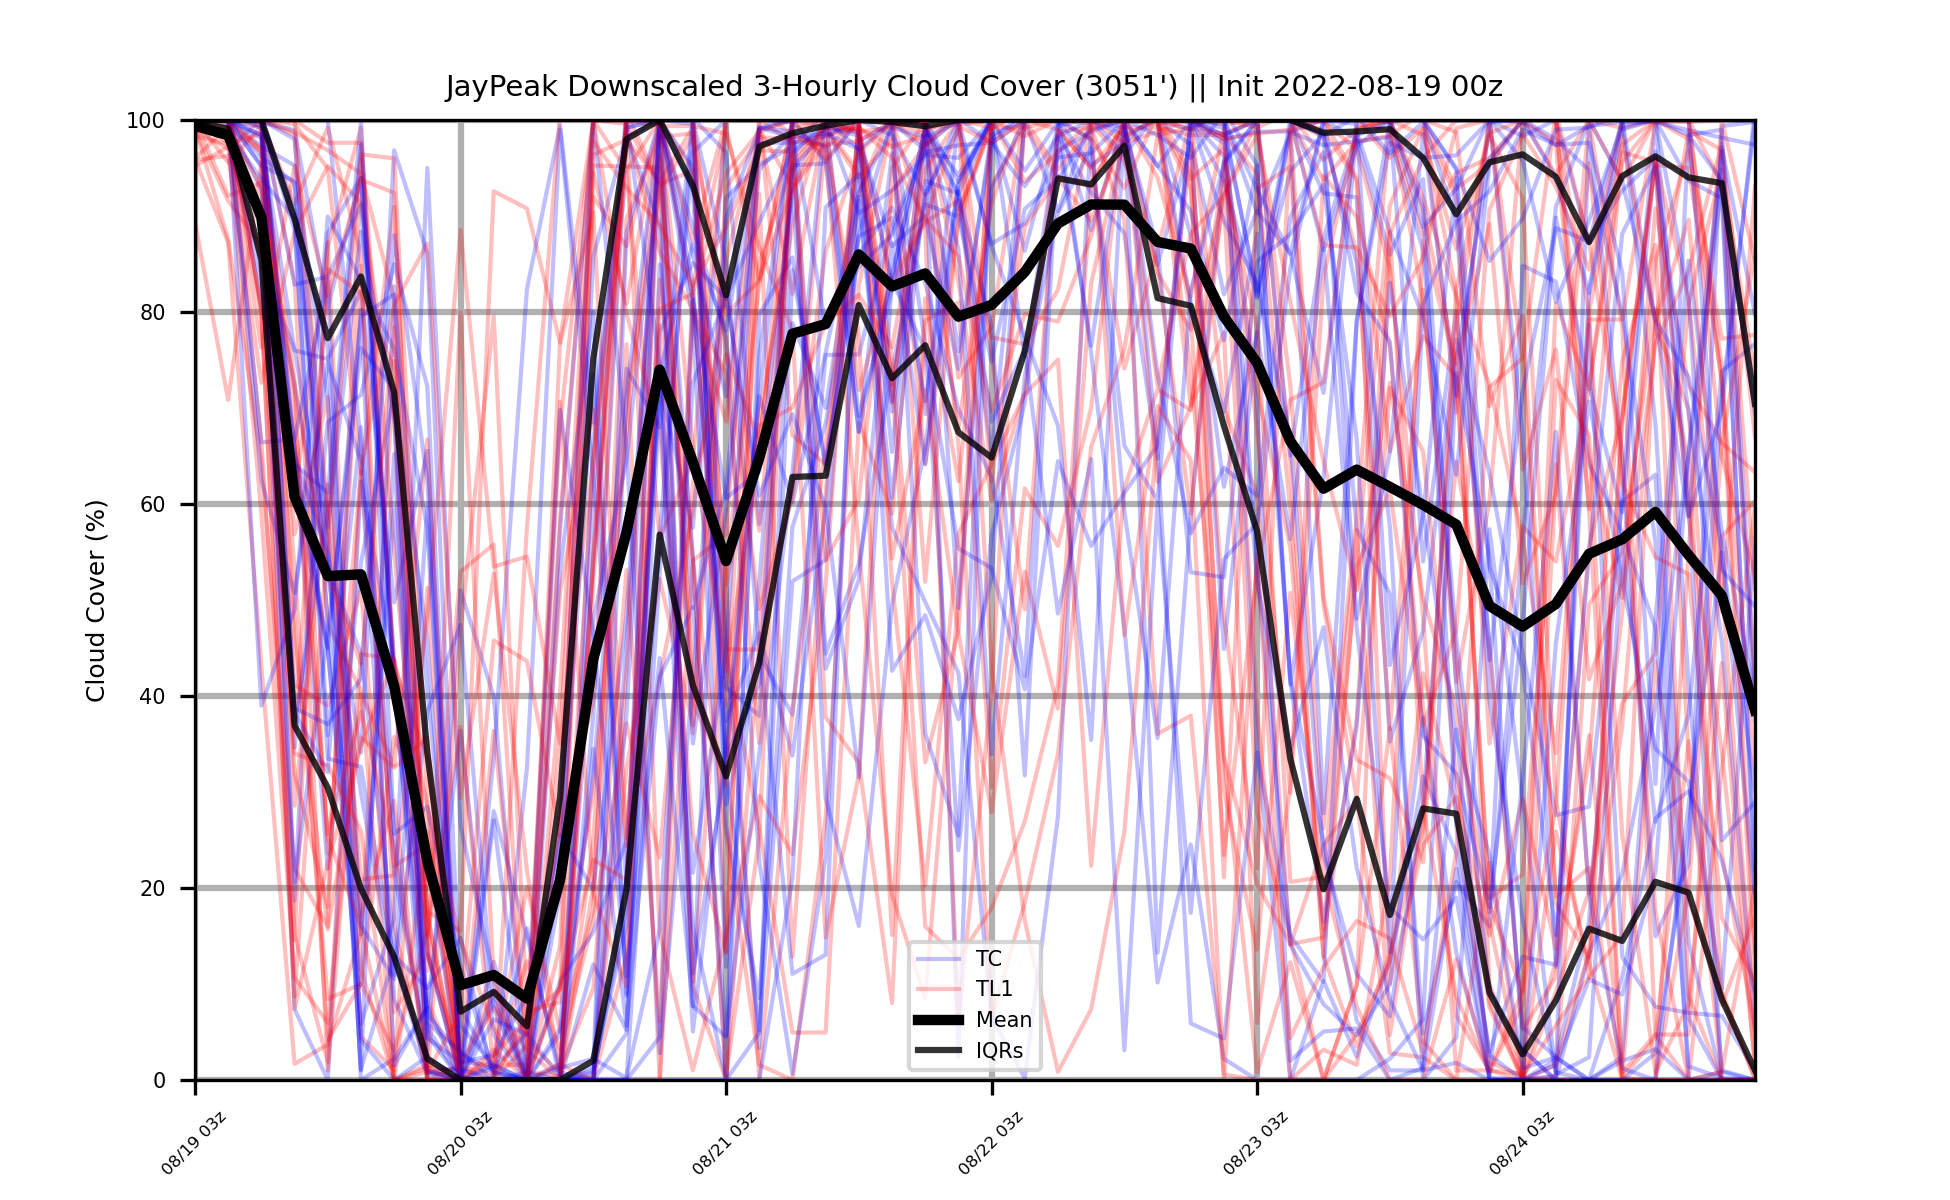 JayPeak Downscaled 3-Hourly Cloud Cover (3051') || Init 2022-08-19 00z
Cloud Cover (%)
100
80
60
40
20
0
TC
TL1
Mean
IQRs
08/19 03z
08/20 03z
08/21 03z
08/22 03z
08/23 03z
08/24 03z